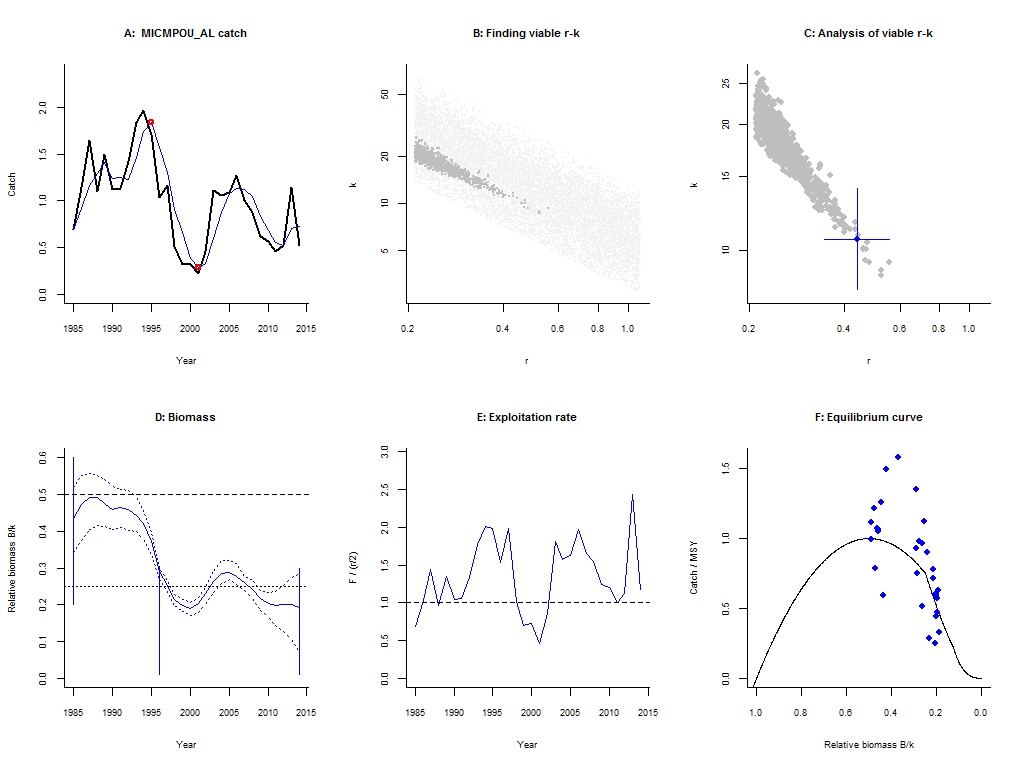 A: MICMPOU_AL catch
B: Finding viable r-k
C: Analysis of viable r-k
Catch
0.0 0.5 1.0 1.5 2.0
1985 1990 1995 2000 2005 2010 2015
Year
k
5 10 20 50
0.2 0.4 0.6 0.8 1.0
r
k
10 15 20 25
0.2 0.4 0.6 0.8 1.0
r
D: Biomass
E: Exploitation rate
F: Equilibrium curve
Relative biomass B/k
0.0 0.1 0.2 0.3 0.4 0.5 0.6
1985 1990 1995 2000 2005 2010 2015
Year
F / (r/2)
0.0 0.5 1.0 1.5 2.0 2.5 3.0
1985 1990 1995 2000 2005 2010 2015
Year
Catch / MSY
0.0 0.5 1.0 1.5
1.0 0.8 0.6 0.4 0.2 0.0
Relative biomass B/k